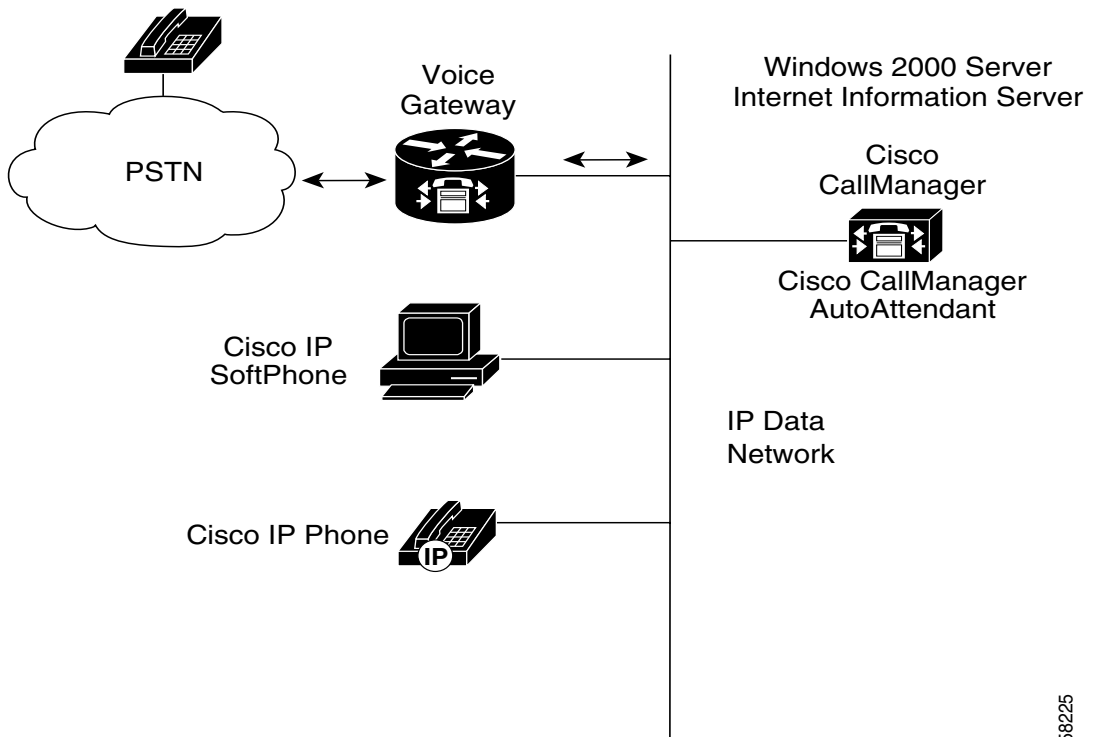 Voice
Gateway
Windows 2000 Server
Internet Information Server
PSTN
Cisco
CallManager
Cisco CallManager
AutoAttendant
Cisco IP
SoftPhone
IP Data
Network
Cisco IP Phone
IP